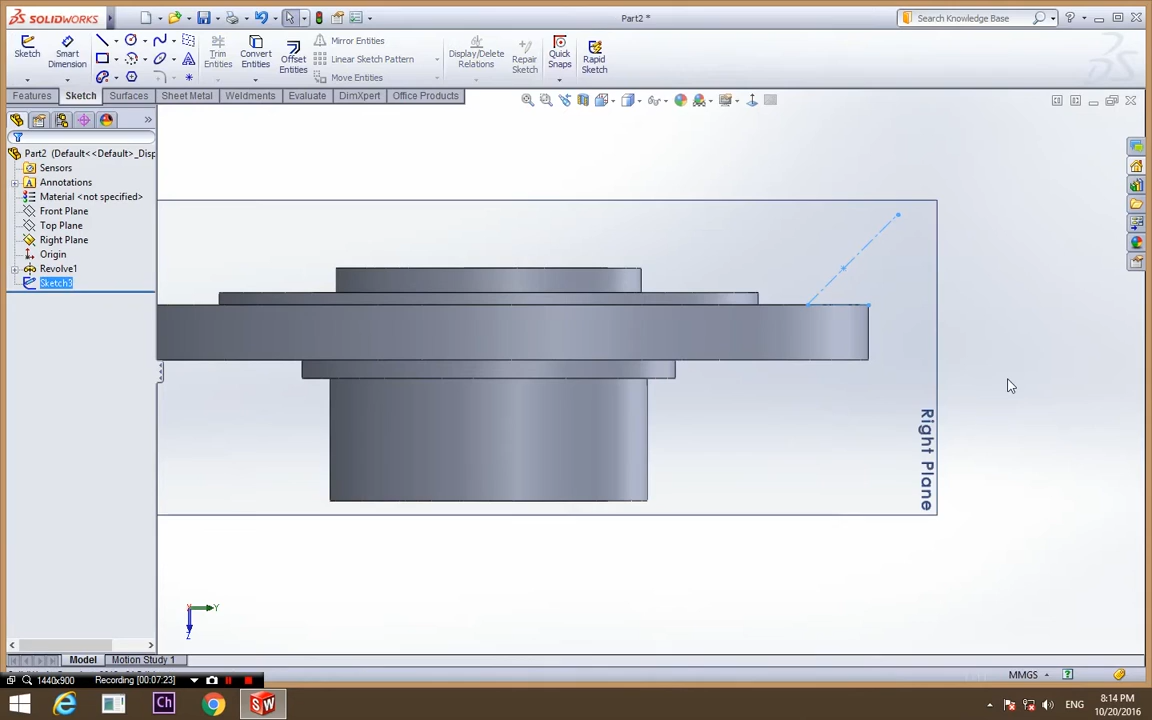 SOLIDWORKS
Part2 *
Search Knowledge Base
Sketch
Smart Dimension
Trim Entities
Convert Entities
Offset Entities
Mirror Entities
Linear Sketch Pattern
Move Entities
Display/Delete Relations
Repair Sketch
Quick Snaps
Rapid Sketch
Features
Sketch
Surfaces
Sheet Metal
Weldments
Evaluate
DimXpert
Office Products
Part2 (Default<<Default>_Disp
Sensors
Annotations
Material <not specified>
Front Plane
Top Plane
Right Plane
Origin
Revolve1
Sketch3
Right Plane
Y
Z
Model
Motion Study 1
MMGS
1440x900
Recording [00:07:23]
Ch
SW
ENG
8:14 PM
10/20/2016